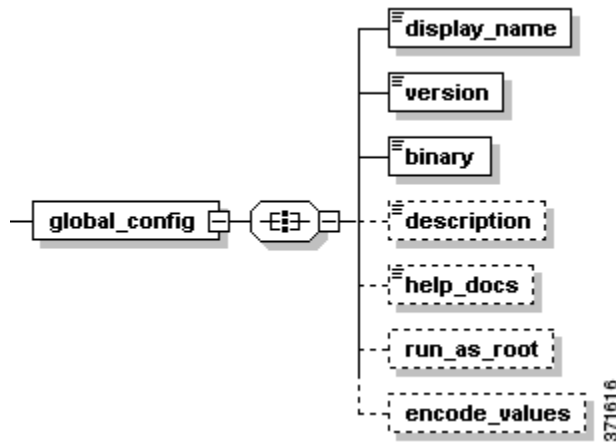 display_name
version
binary
global_config
description
help_docs
run_as_root
encode_values
371616